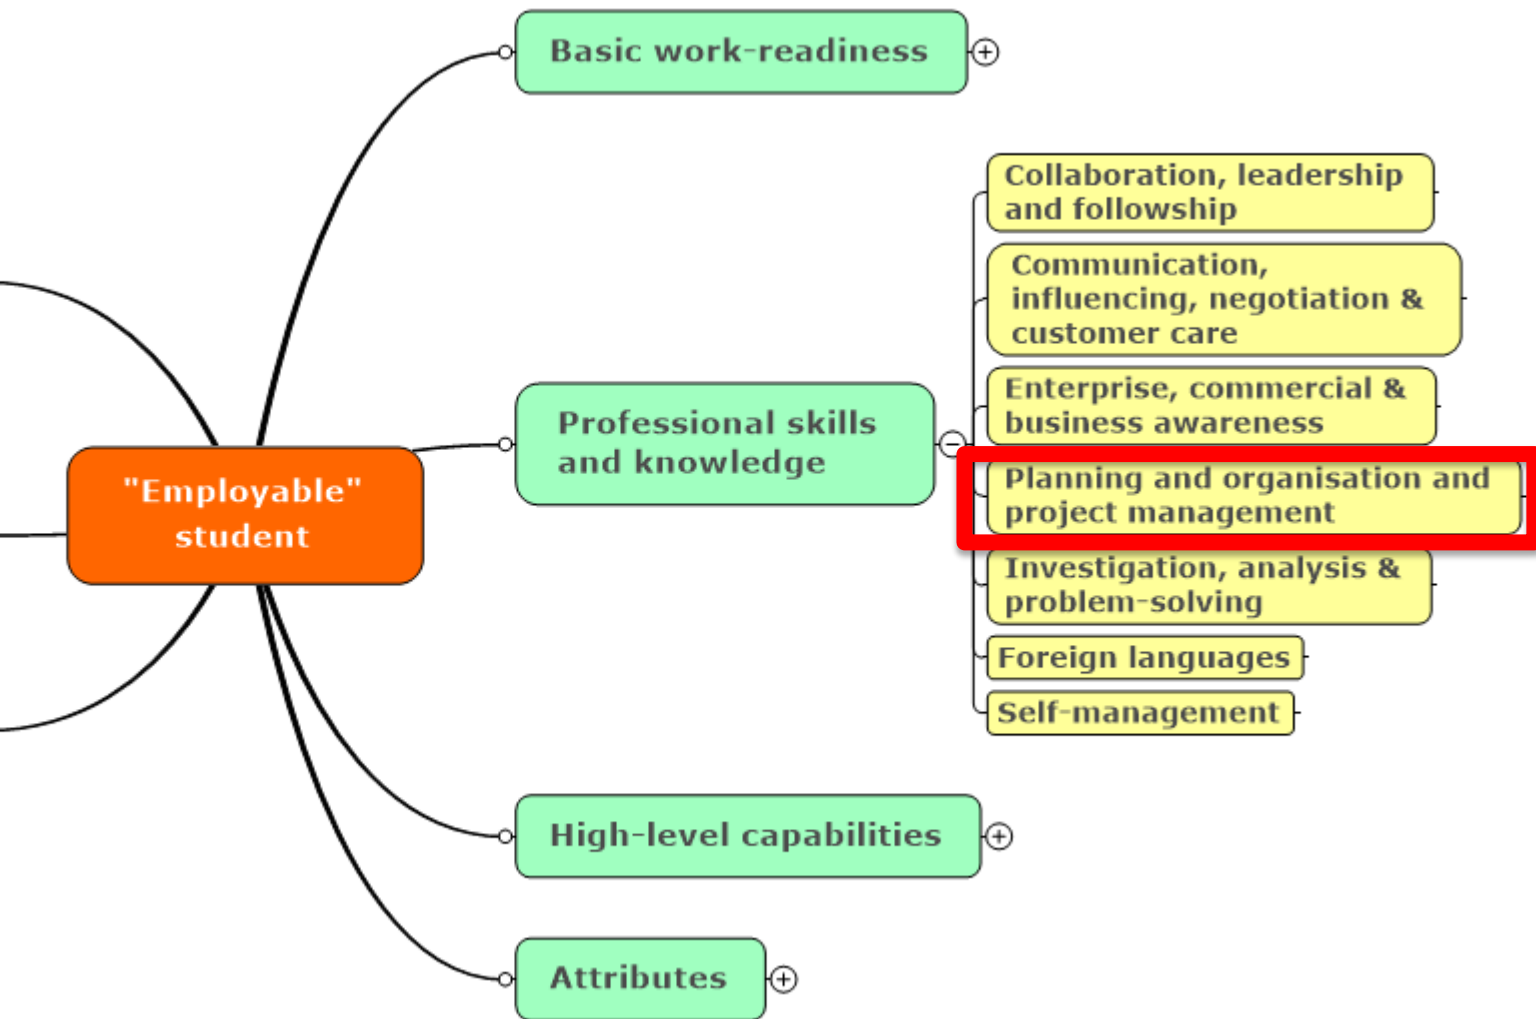 Basic work-readiness
Collaboration, leadership
and followship
Communication,
influencing, negotiation &
customer care
Enterprise, commercial &
business awareness
Professional skills
and knowledge
Planning and organisation and
project management
"Employable"
student
Investigation, analysis &
problem-solving
Foreign languages
Self-management
High-level capabilities
Attributes